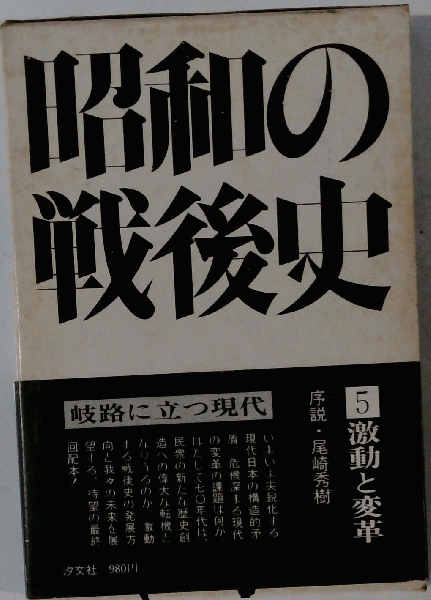 昭和の
戦後史
5 激動と変革
序説・尾崎秀樹
岐路に立つ現代
いよいよ尖鋭化する
現代日本の構造的矛
盾、危機深まる現代
の変革の課題は何か。
はたして七〇年代は、
民衆の新たな歴史創
造への偉大な転機と
なりうるのか　激動
する戦後史の発展方
向と我々の未来を展
望する、待望の最終
回配本！
汐文社 980円